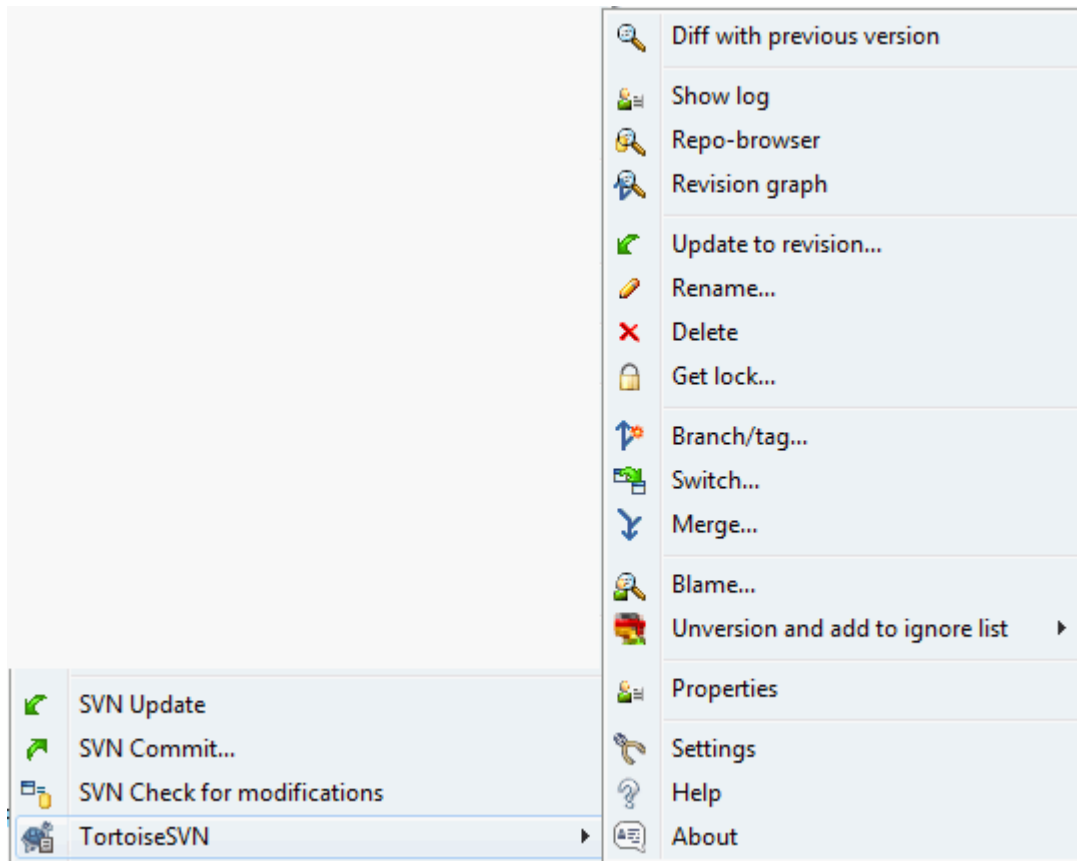 Diff with previous version
Show log
Repo-browser
Revision graph
Update to revision...
Rename...
Delete
Get lock...
Branch/tag...
Switch...
Merge...
Blame...
Unversion and add to ignore list
Properties
Settings
Help
About
SVN Update
SVN Commit...
SVN Check for modifications
TortoiseSVN